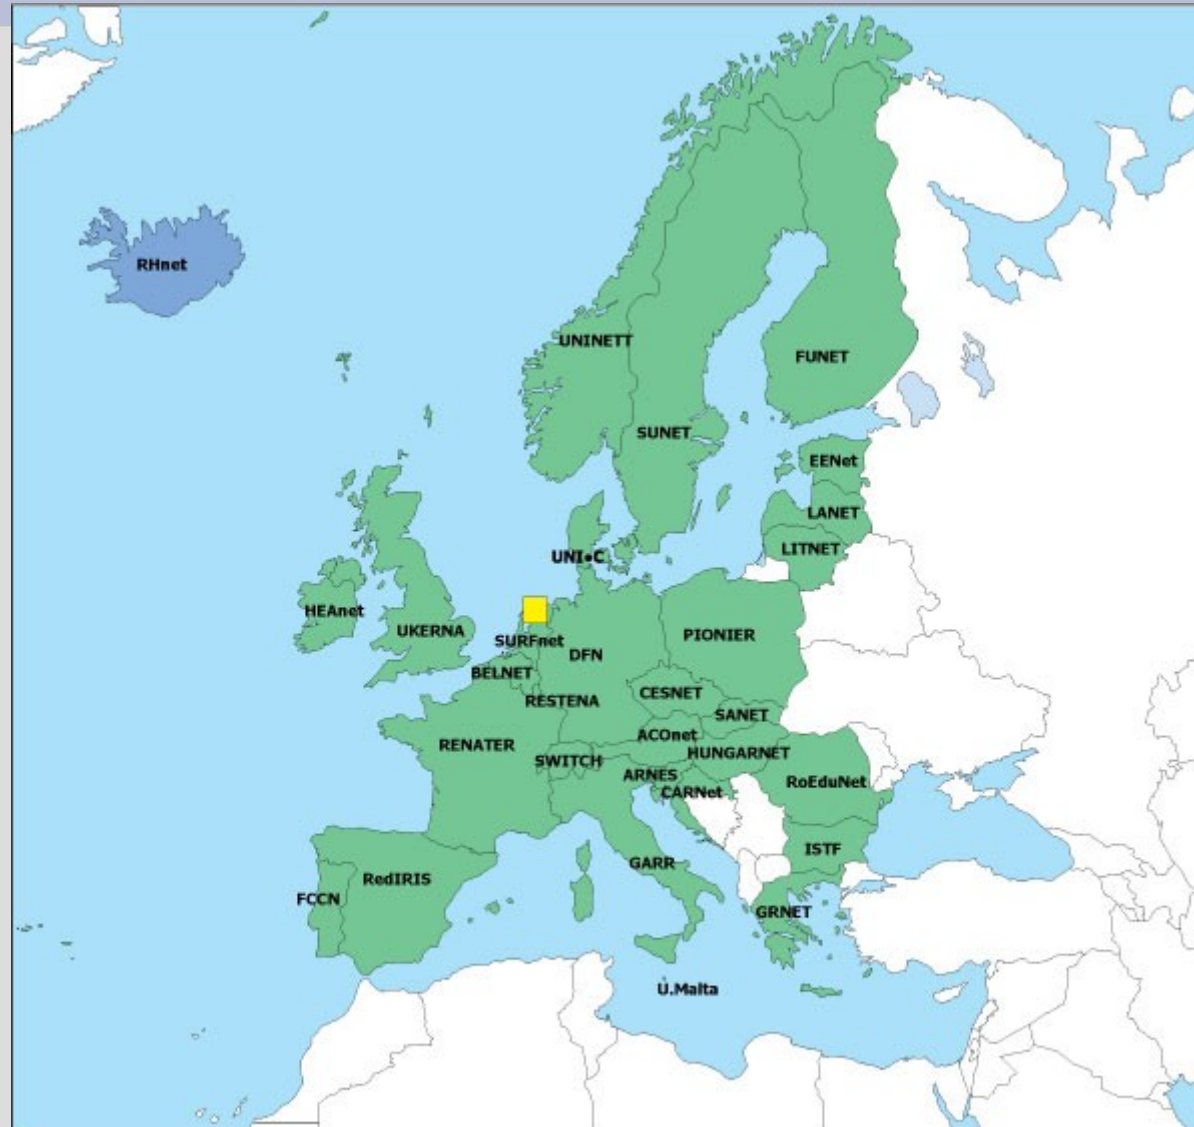 RHnet
UNINETT
FUNET
SUNET
EENet
LANET
LITNET
UNI•C
HEAnet
UKERNA
SURFnet
PIONIER
DFN
BELNET
CESNET
RESTENA
SANET
ACOnet
RENATER
HUNGARNET
SWITCH
ARNES
RoEduNet
CARNet
ISTF
GARR
RedIRIS
FCCN
GRNET
U.Malta